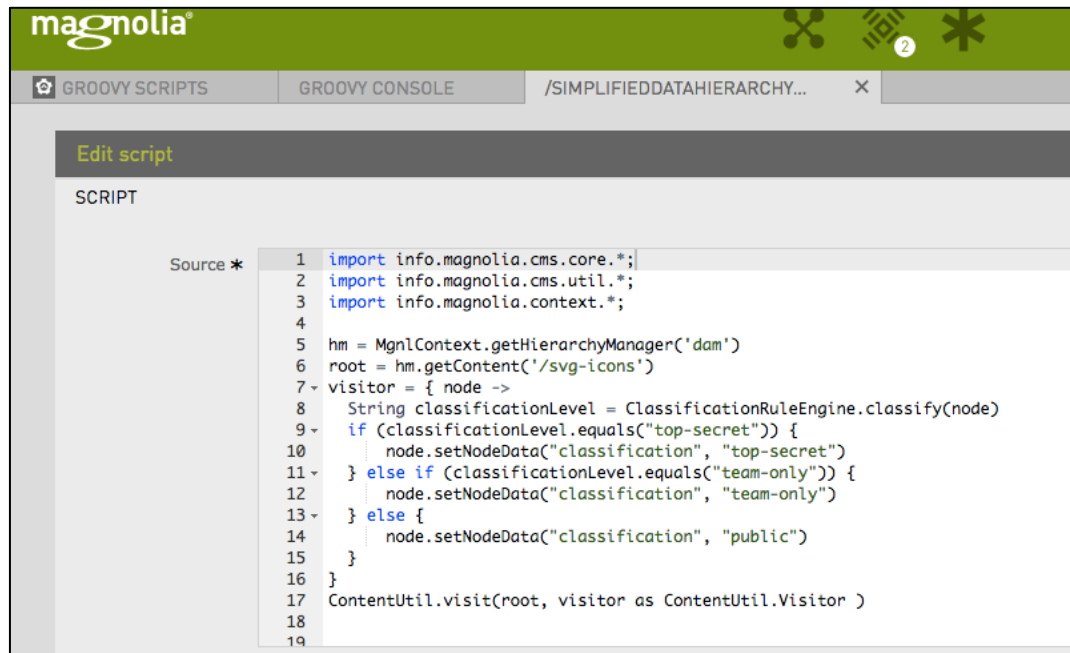 magnolia®
2
GROOVY SCRIPTS
GROOVY CONSOLE
/SIMPLIFIEDDATAHIERARCHY... ×
Edit script
SCRIPT
Source *
1 import info.magnolia.cms.core.*;
2 import info.magnolia.cms.util.*;
3 import info.magnolia.context.*;
4
5 hm = MgnlContext.getHierarchyManager('dam')
6 root = hm.getContent('/svg-icons')
7 visitor = { node ->
8   String classificationLevel = ClassificationRuleEngine.classify(node)
9   if (classificationLevel.equals("top-secret")) {
10       node.setNodeData("classification", "top-secret")
11   } else if (classificationLevel.equals("team-only")) {
12       node.setNodeData("classification", "team-only")
13   } else {
14       node.setNodeData("classification", "public")
15   }
16 }
17 ContentUtil.visit(root, visitor as ContentUtil.Visitor )
18
19